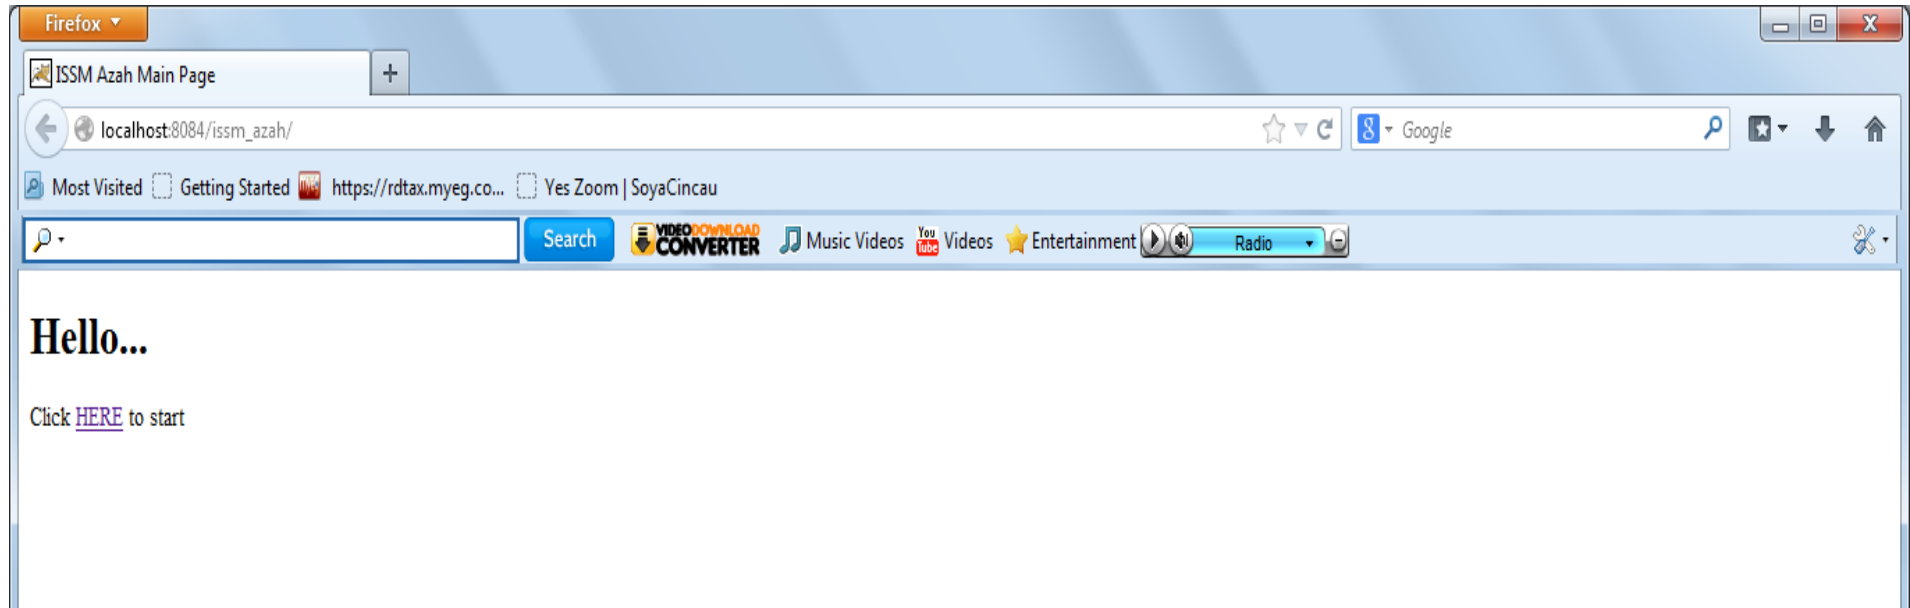 Firefox
ISSM Azah Main Page
localhost:8084/issm_azah/
8 Google
Most Visited Getting Started https://rdtax.myeg.co... Yes Zoom | SoyaCincau
Search VIDEO DOWNLOAD CONVERTER Music Videos You Tube Videos Entertainment Radio
Hello...
Click HERE to start